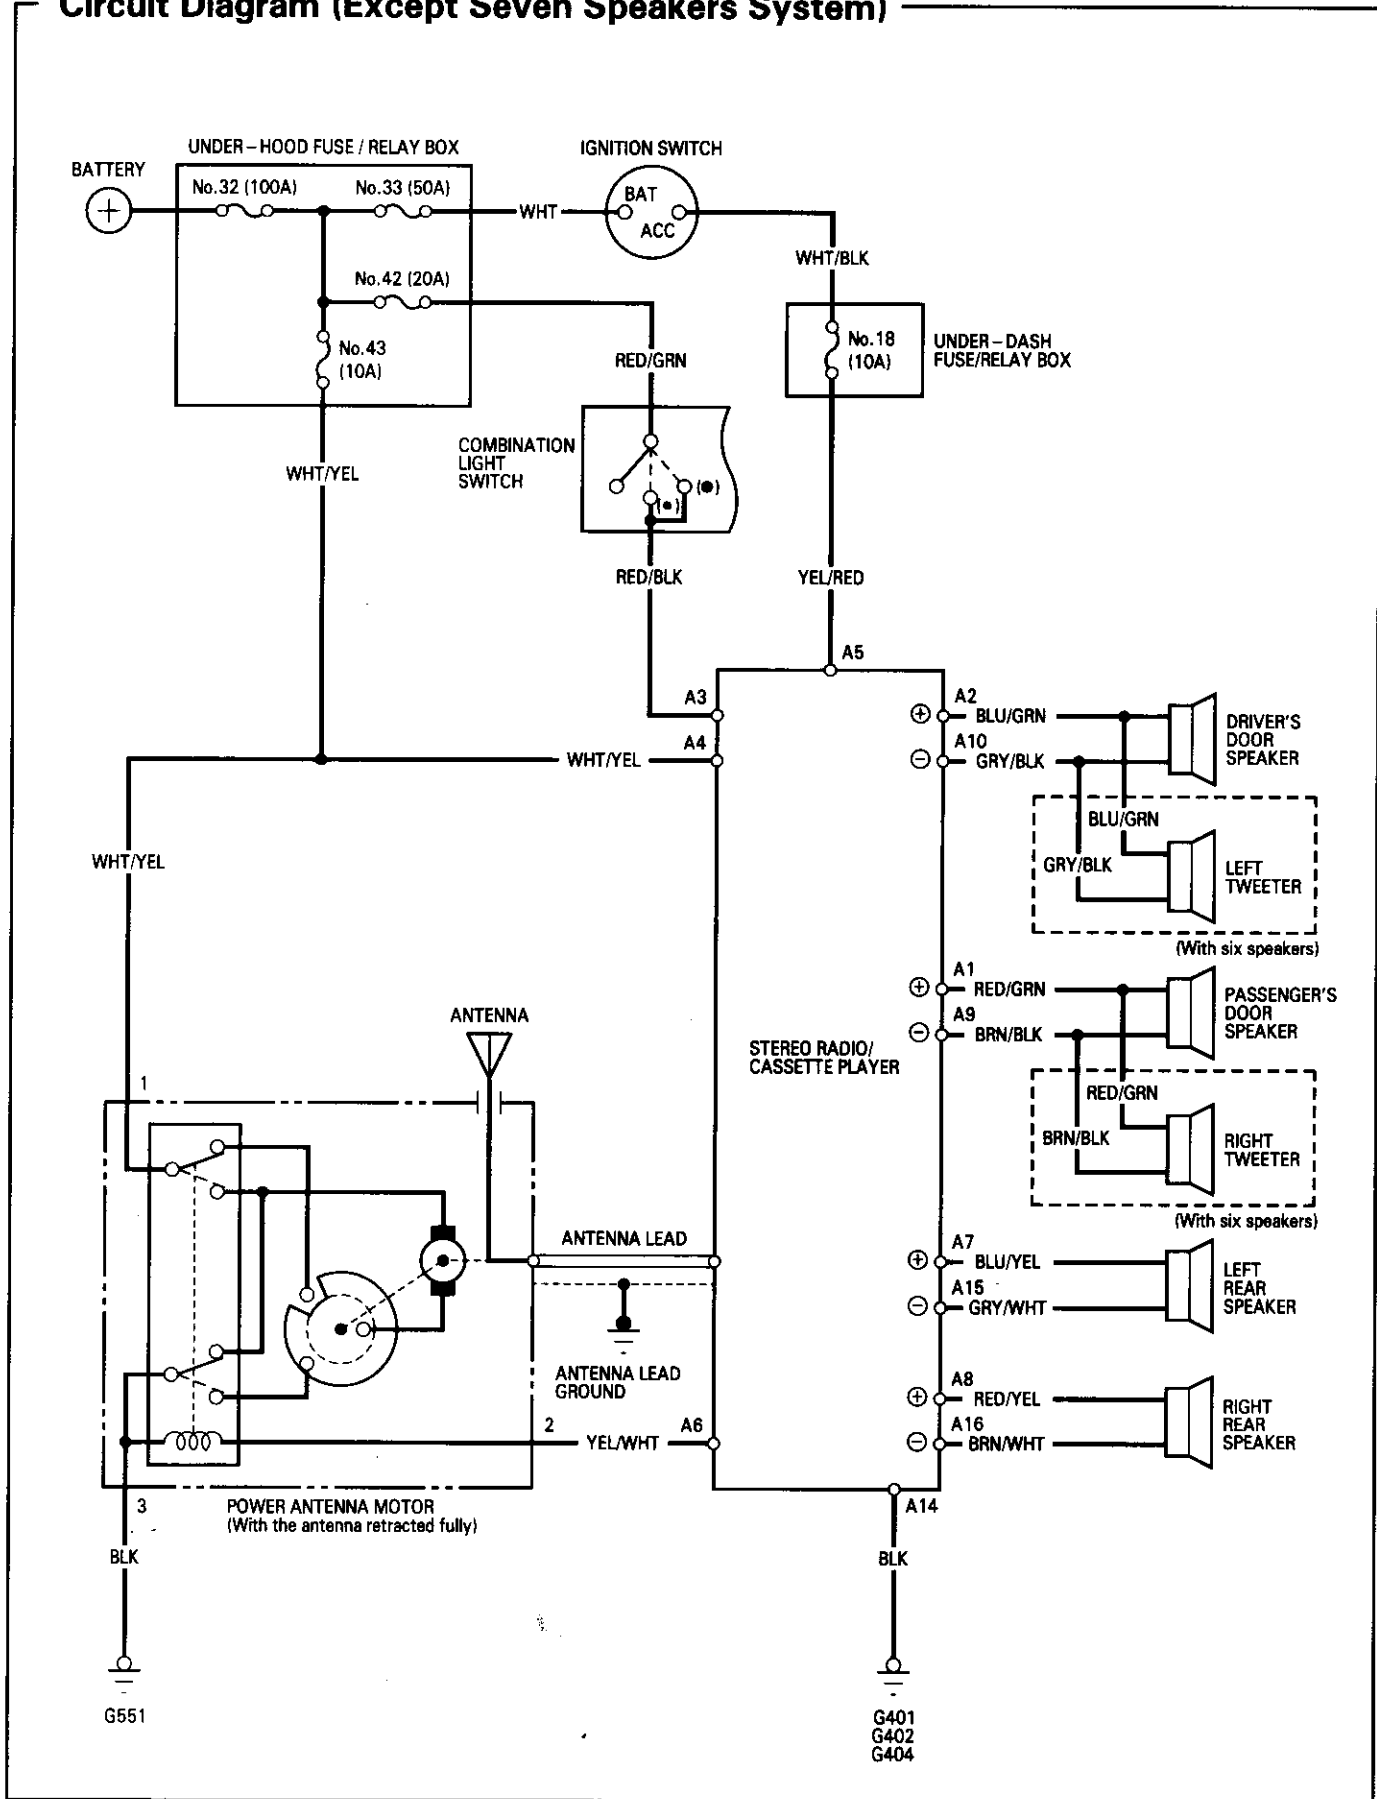 Circuit Diagram (Except Seven Speakers System)
UNDER-HOOD FUSE / RELAY BOX
IGNITION SWITCH
BATTERY
No.32 (100A)
No.33 (50A)
BAT
WHT
ACC
WHT/BLK
No.42 (20A)
No.43
(10A)
No.18
(10A)
UNDER-DASH
FUSE/RELAY BOX
RED/GRN
COMBINATION
LIGHT
SWITCH
WHT/YEL
RED/BLK
YEL/RED
A5
A3
A2
BLU/GRN
DRIVER'S
DOOR
SPEAKER
A4
A10
WHT/YEL
GRY/BLK
BLU/GRN
WHT/YEL
GRY/BLK
LEFT
TWEETER
(With six speakers)
A1
RED/GRN
PASSENGER'S
DOOR
SPEAKER
ANTENNA
A9
BRN/BLK
STEREO RADIO/
CASSETTE PLAYER
1
RED/GRN
BRN/BLK
RIGHT
TWEETER
(With six speakers)
ANTENNA LEAD
A7
BLU/YEL
LEFT
REAR
SPEAKER
A15
GRY/WHT
ANTENNA LEAD
GROUND
A8
RED/YEL
RIGHT
REAR
SPEAKER
2
YEL/WHT
A6
A16
BRN/WHT
3
POWER ANTENNA MOTOR
(With the antenna retracted fully)
A14
BLK
BLK
G551
G401
G402
G404